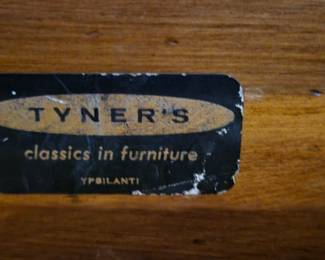 TYNER'S
classics in furniture
YPSILANTI